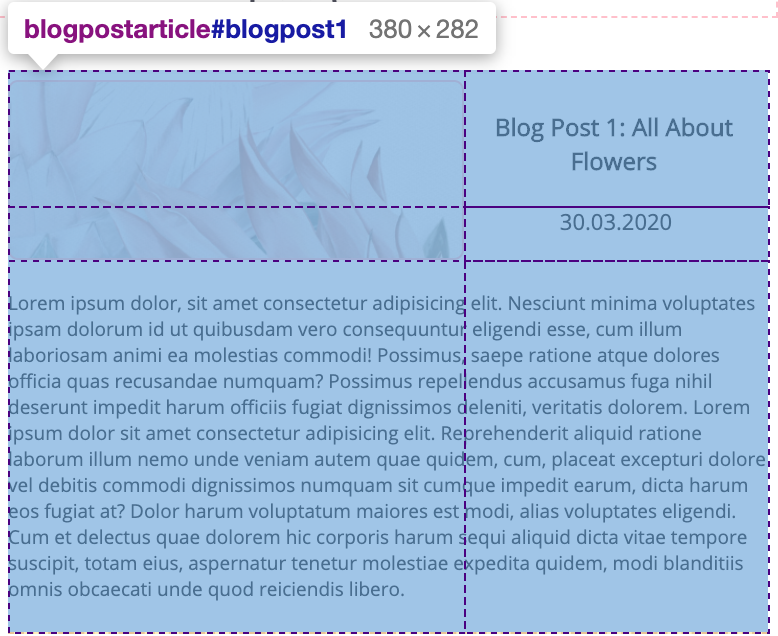 blogpostarticle#blogpost1 380 × 282
Blog Post 1: All About
Flowers
30.03.2020
Lorem ipsum dolor, sit amet consectetur adipisicing elit. Nesciunt minima voluptates
ipsam dolorum id ut quibusdam vero consequuntur eligendi esse, cum illum
laboriosam animi ea molestias commodi! Possimus, saepe ratione atque dolores
officia quas recusandae numquam? Possimus repellendus accusamus fuga nihil
deserunt impedit harum officiis fugiat dignissimos deleniti, veritatis dolorem. Lorem
ipsum dolor sit amet consectetur adipisicing elit. Reprehenderit aliquid ratione
laborum illum nemo unde veniam autem quae quidem, cum, placeat excepturi dolore
vel debitis commodi dignissimos numquam sit cumque impedit earum, dicta harum
eos fugiat at? Dolor harum voluptatum maiores est modi, alias voluptates eligendi.
Cum et delectus quae dolorem hic corporis harum sequi aliquid dicta vitae tempore
suscipit, totam eius, aspernatur tenetur molestiae expedita quidem, modi blanditiis
omnis obcaecati unde quod reiciendis libero.